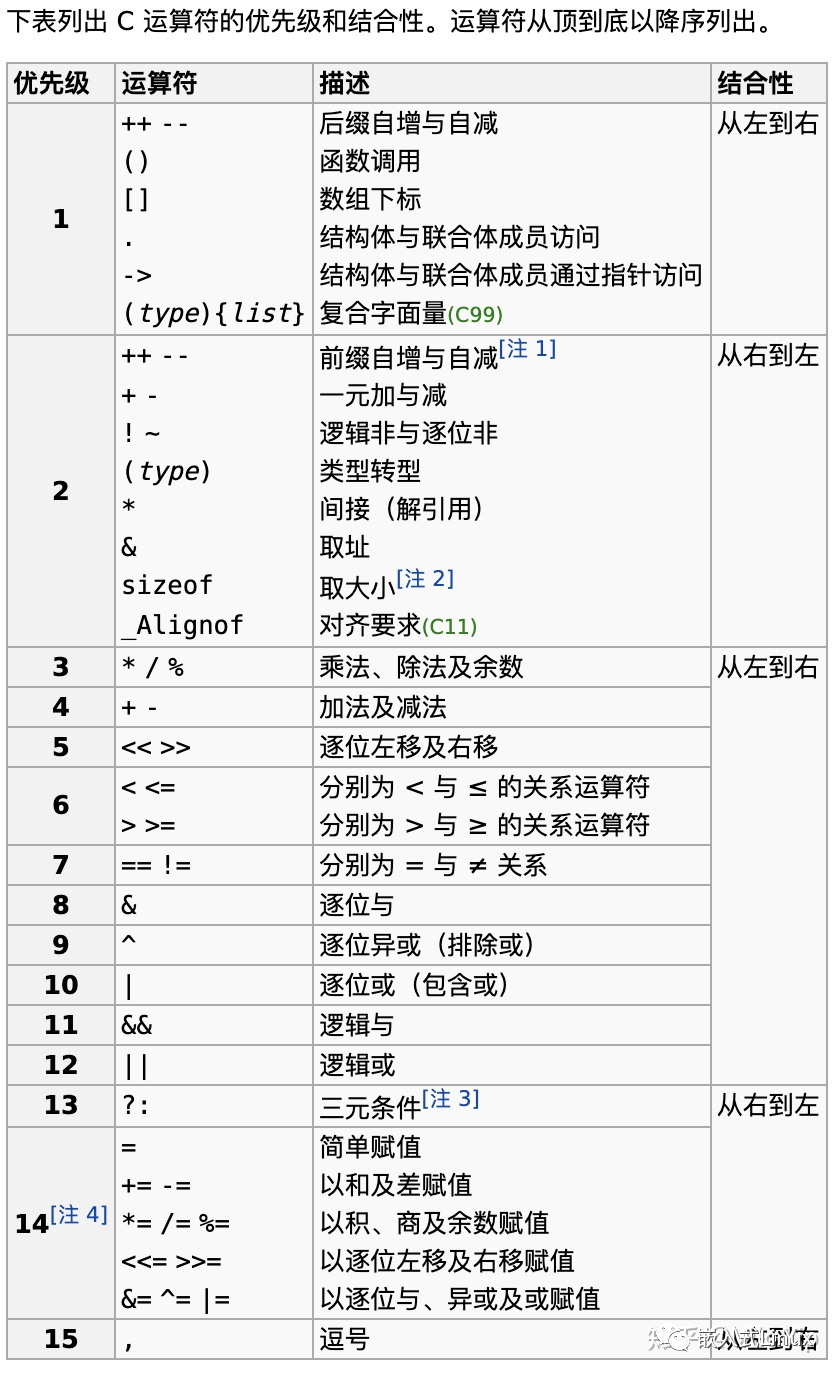 下表列出 C 运算符的优先级和结合性。运算符从顶到底以降序列出。
优先级 运算符 描述 结合性
1 ++ -- 后缀自增与自减 从左到右
() 函数调用
[] 数组下标
. 结构体与联合体成员访问
-> 结构体与联合体成员通过指针访问
(type){list} 复合字面量(C99)
2 ++ -- 前缀自增与自减[注 1] 从右到左
+ - 一元加与减
! ~ 逻辑非与逐位非
(type) 类型转型
* 间接（解引用）
& 取址
sizeof 取大小[注 2]
_Alignof 对齐要求(C11)
3 * / % 乘法、除法及余数 从左到右
4 + - 加法及减法
5 << >> 逐位左移及右移
6 < <= 分别为 < 与 ≤ 的关系运算符
> >= 分别为 > 与 ≥ 的关系运算符
7 == != 分别为 = 与 ≠ 关系
8 & 逐位与
9 ^ 逐位异或（排除或）
10 | 逐位或（包含或）
11 && 逻辑与
12 || 逻辑或
13 ?: 三元条件[注 3] 从右到左
14[注 4] = 简单赋值
+= -= 以和及差赋值
*= /= %= 以积、商及余数赋值
<<= >>= 以逐位左移及右移赋值
&= ^= |= 以逐位与、异或及或赋值
15 , 逗号 从左到右
嵌入式Linux